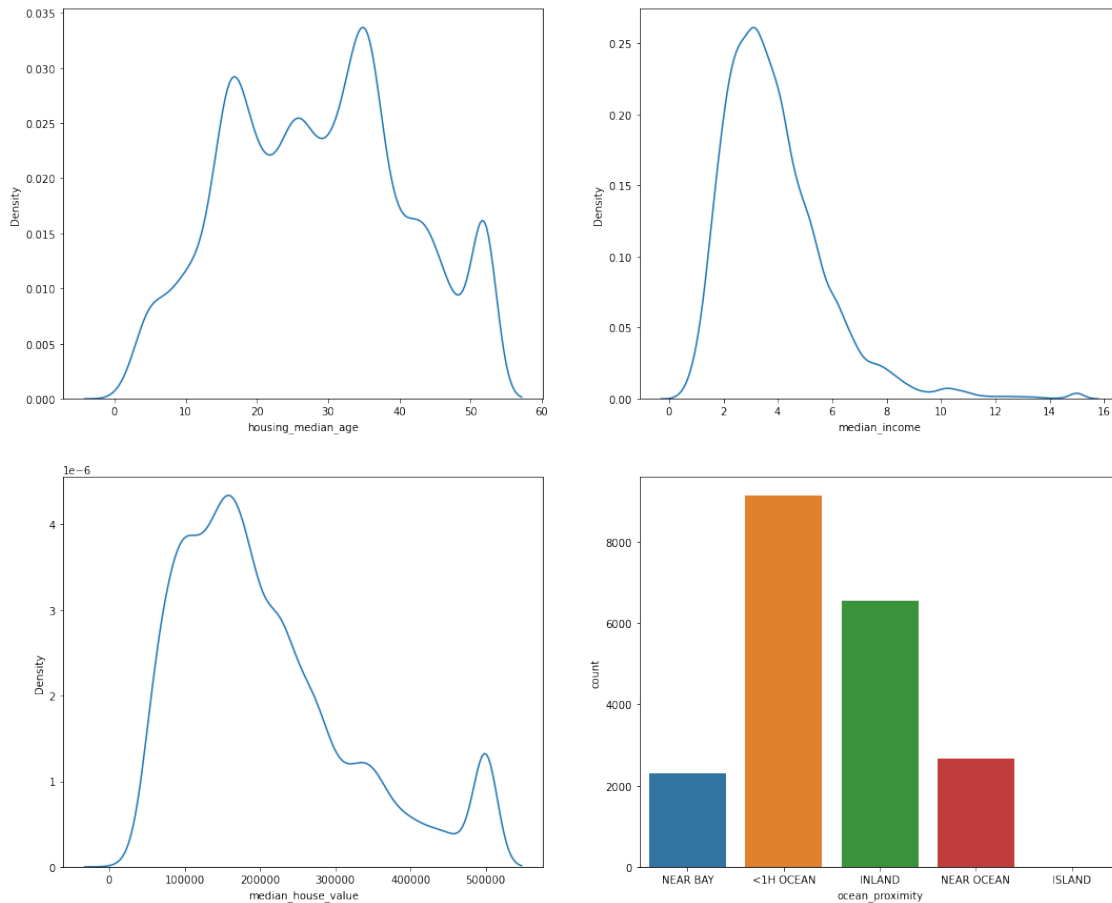 0.035
0.030
0.025
0.020
0.015
0.010
0.005
0.000
Density
0 10 20 30 40 50 60
housing_median_age
0.25
0.20
0.15
0.10
0.05
0.00
Density
0 2 4 6 8 10 12 14 16
median_income
1e−6
4
3
2
1
0
Density
0 100000 200000 300000 400000 500000
median_house_value
8000
6000
4000
2000
0
count
NEAR BAY <1H OCEAN INLAND NEAR OCEAN ISLAND
ocean_proximity